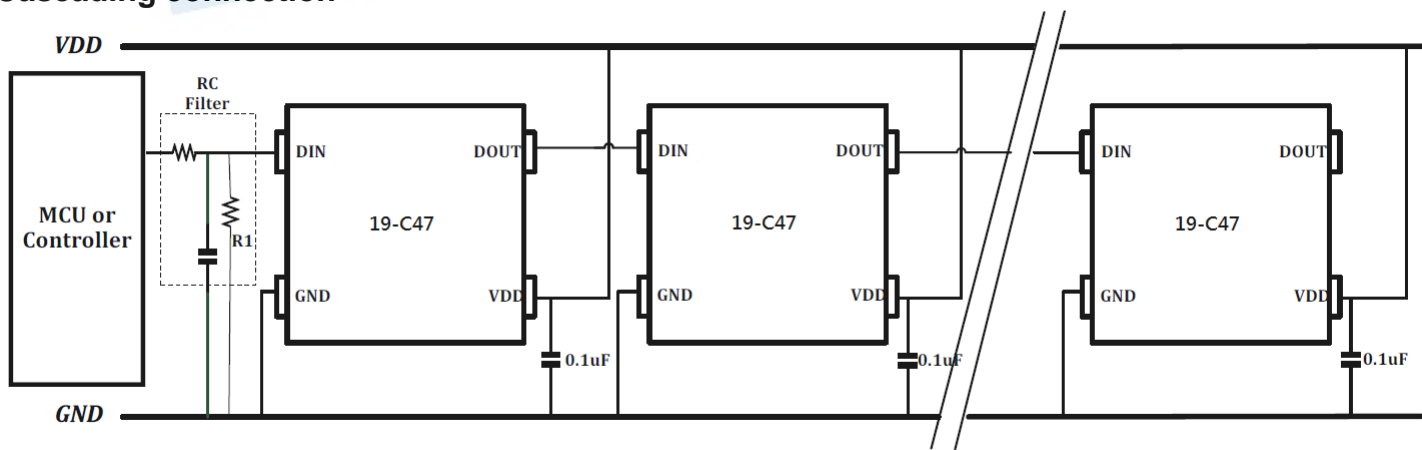 VDD
RC
Filter
MCU or
Controller
R1
DIN
DOUT
19-C47
GND
VDD
0.1uF
DIN
DOUT
19-C47
GND
VDD
0.1uF
DIN
DOUT
19-C47
GND
VDD
0.1uF
GND